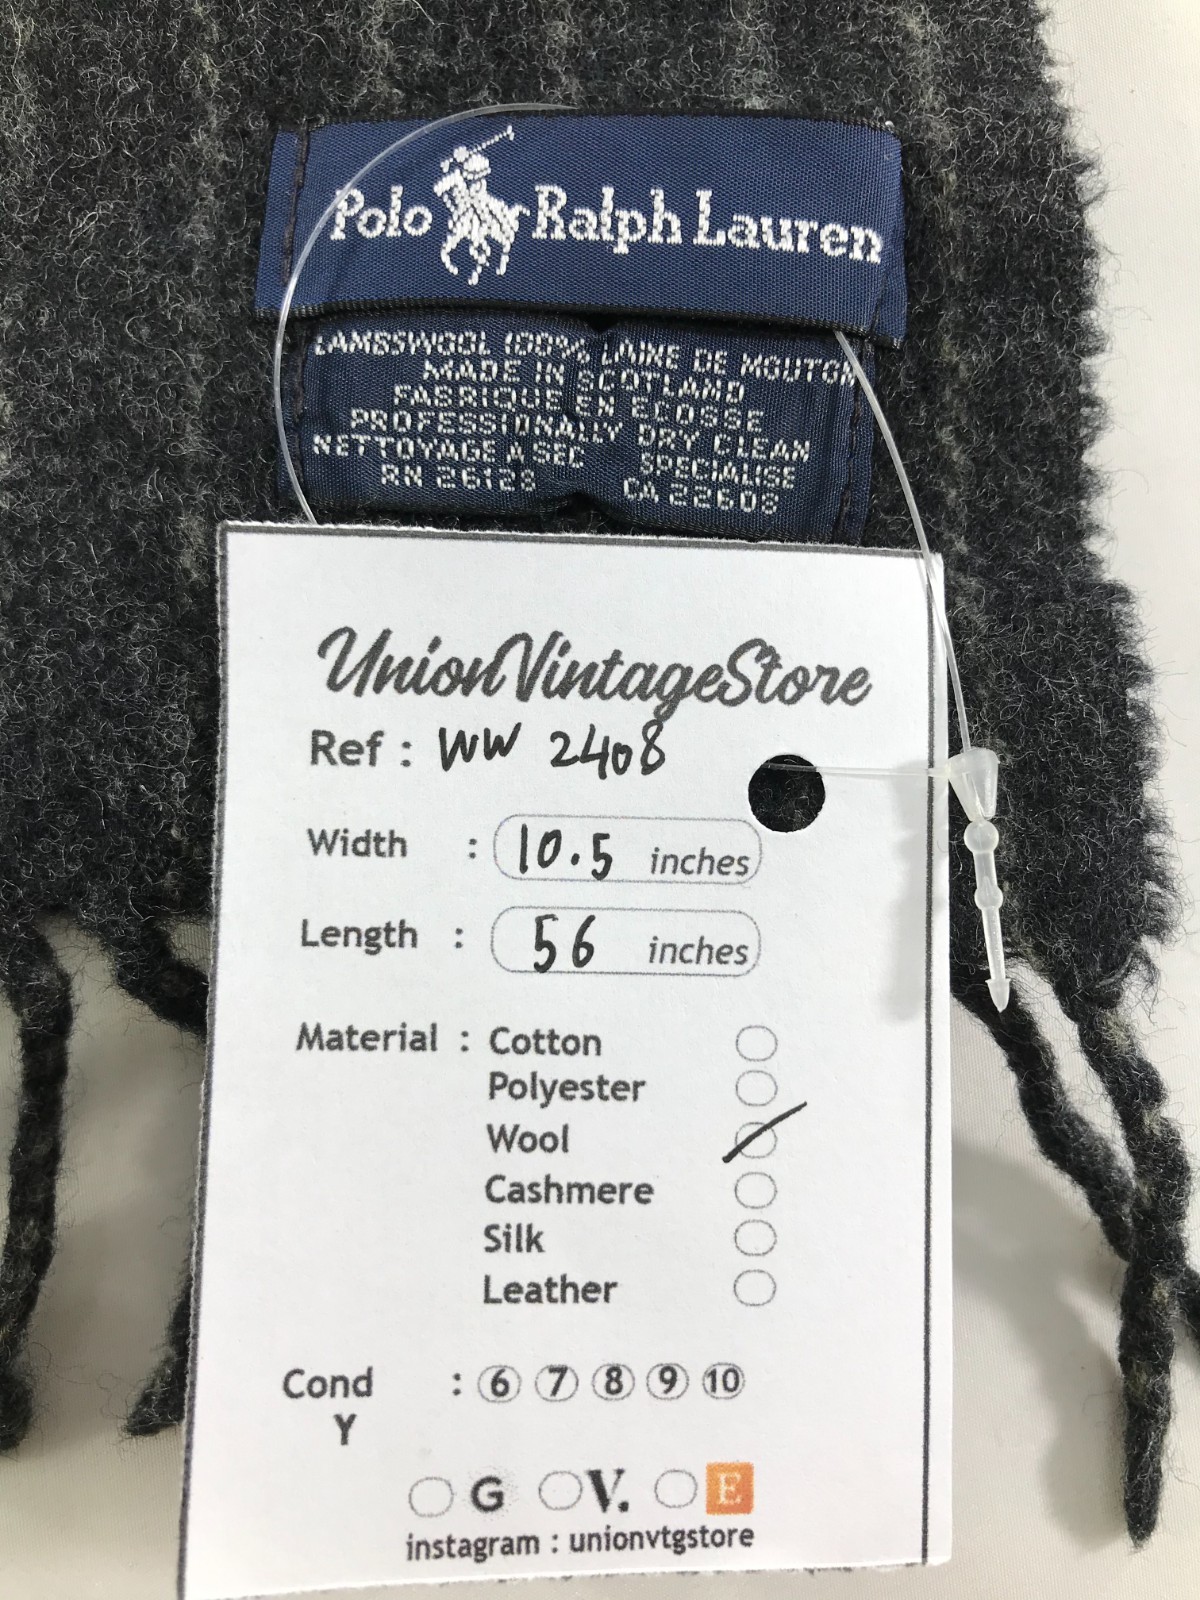 Polo Ralph Lauren
LAMBSWOOL 100% LAINE DE MOUTON
MADE IN SCOTLAND
FABRIQUE EN ECOSSE
PROFESSIONALLY DRY CLEAN
NETTOYAGE A SEC SPECIALISE
RN 26128 CA 22608
UnionVintageStore
Ref : WW 2408
Width : 10.5 inches
Length : 56 inches
Material : Cotton
Polyester
Wool
Cashmere
Silk
Leather
Cond : 6 7 8 9 10
Y
G V. E
instagram : unionvtgstore